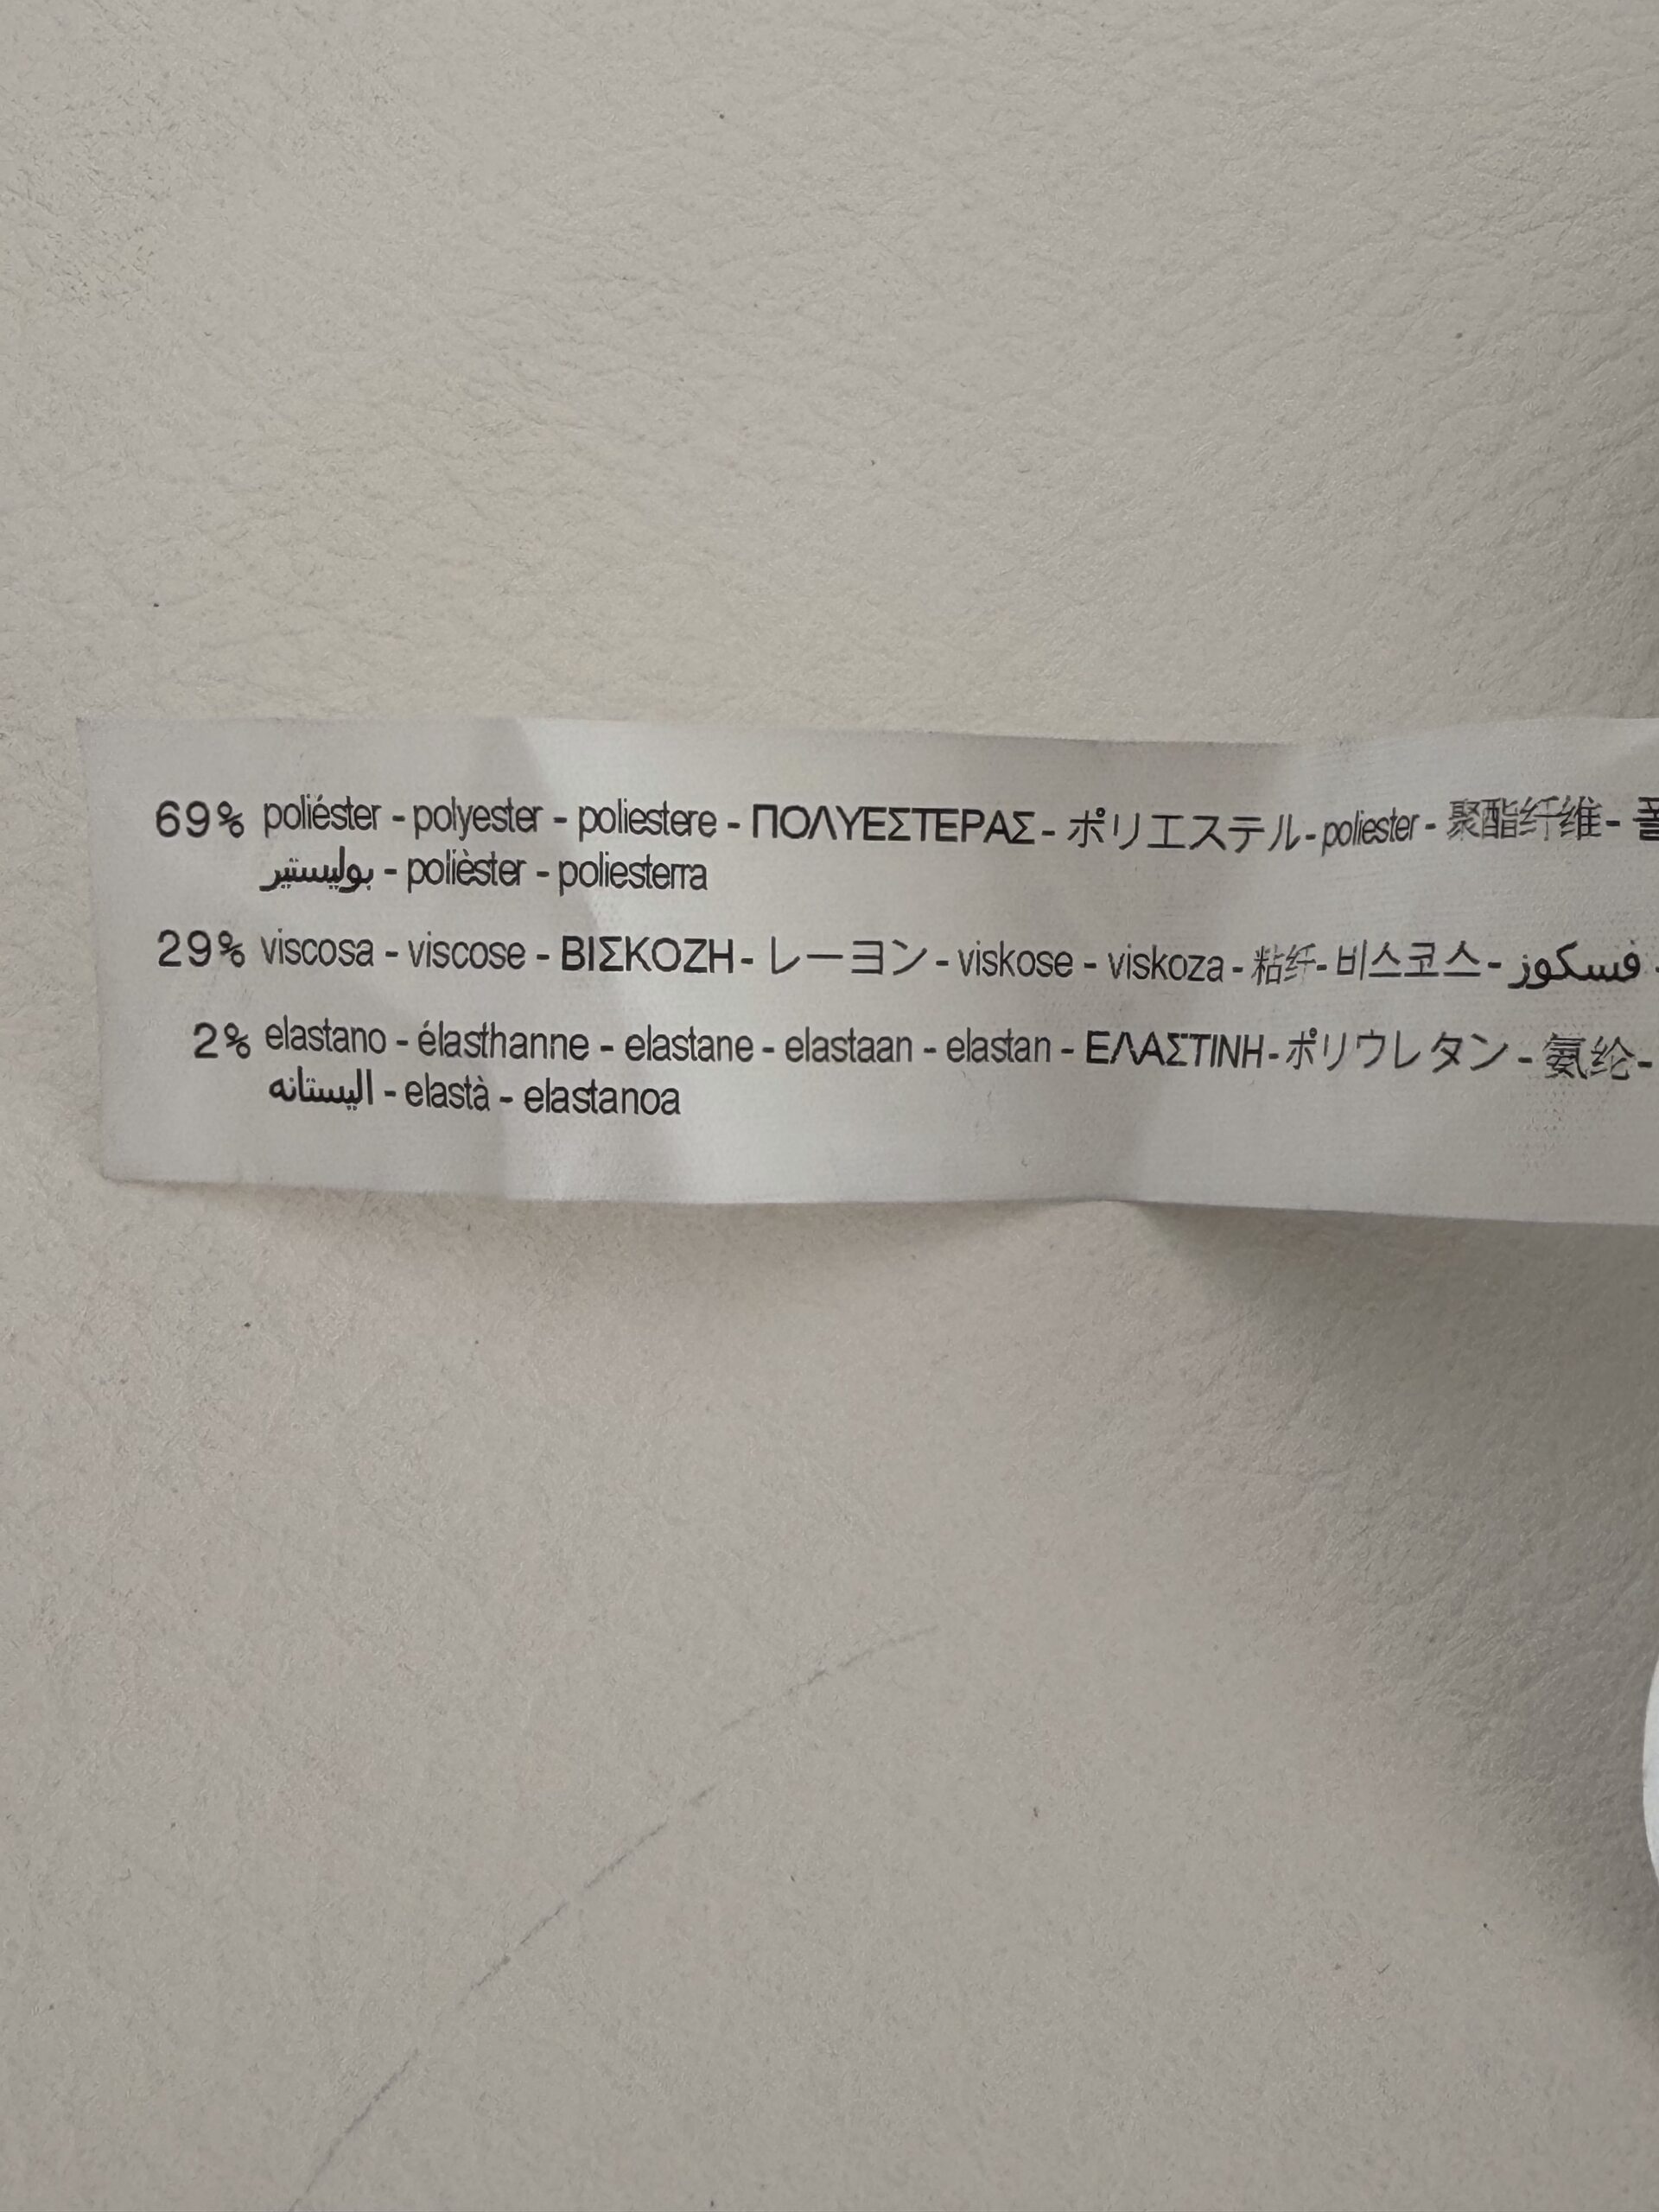 69% poliéster - polyester - poliestere - ΠΟΛΥΕΣΤΕΡΑΣ - ポリエステル - poliester - 聚酯纤维 -
بوليستير - polièster - poliesterra
29% viscosa - viscose - ΒΙΣΚΟΖΗ - レーヨン - viskose - viskoza - 粘纤 - 비스코스 - فسكوز -
2% elastano - élasthanne - elastane - elastaan - elastan - ΕΛΑΣΤΙΝΗ - ポリウレタン - 氨纶 -
اليستانه - elastà - elastanoa